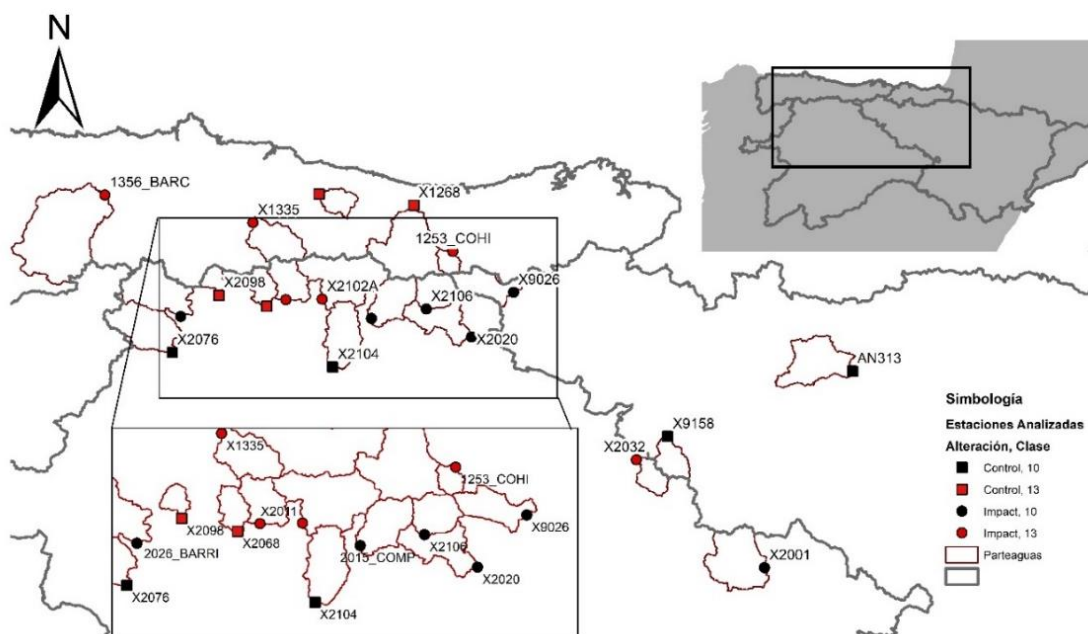 N
1356_BARC
X1335
X1268
1253_COHI
X2098
X2102A
X9026
X2106
X2076
X2104
X2020
AN313
X9158
X2032
X2001
X1335
1253_COHI
X2098
X2011
X2068
X9026
2026_BARRI
X2106
2015_COMP
X2020
X2076
X2104
Simbología
Estaciones Analizadas
Alteración, Clase
Control, 10
Control, 13
Impact, 10
Impact, 13
Parteaguas